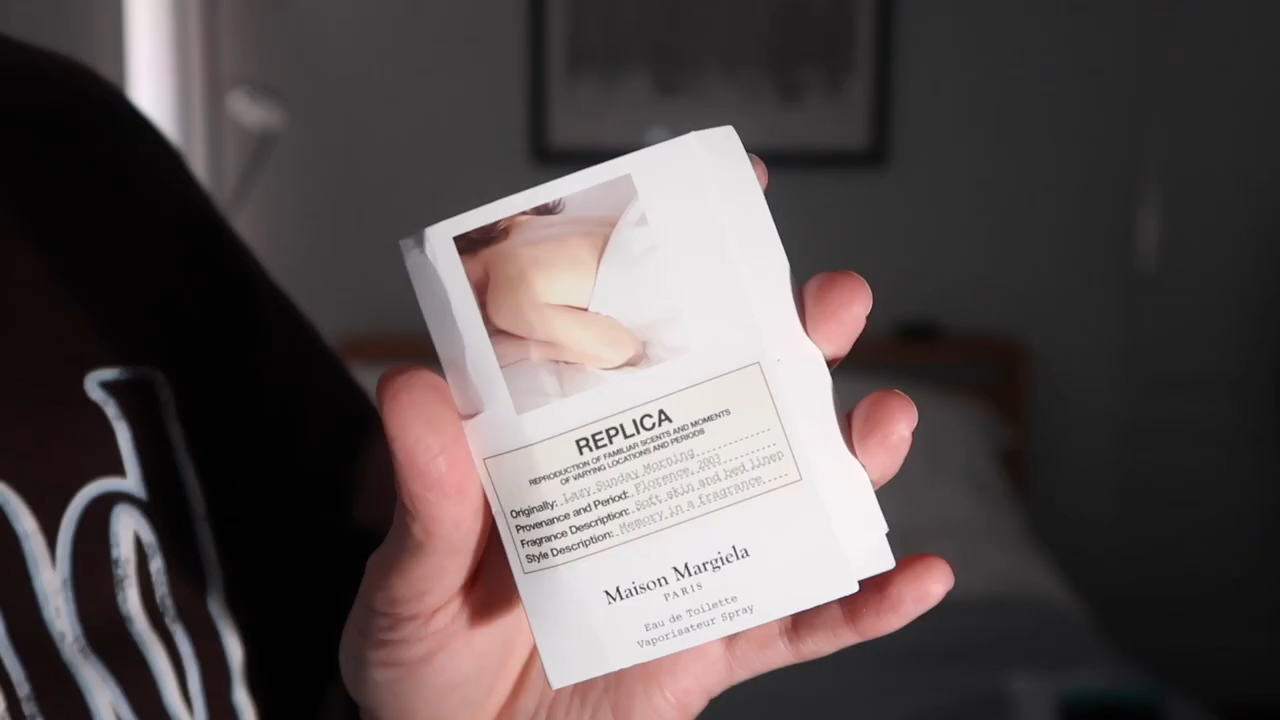 REPLICA
REPRODUCTION OF FAMILIAR SCENTS AND MOMENTS
OF VARYING LOCATIONS AND PERIODS
Originally: Lazy Sunday Morning
Provenance and Period: Florence, 2003
Fragrance Description: Soft skin and bed linen
Style Description: Memory in a fragrance
Maison Margiela
PARIS
Eau de Toilette
Vaporisateur Spray